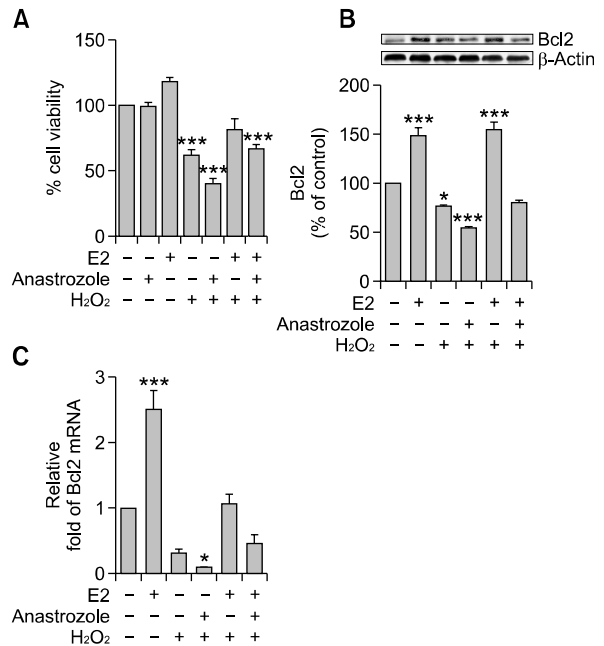 A
% cell viability
150
100
50
0
***
***
***
E2 − − + − − + +
Anastrozole − + − − + − +
H₂O₂ − − − + + + +
B
Bcl2
β-Actin
Bcl2
(% of control)
200
150
100
50
0
***
*
***
***
E2 − + − − + +
Anastrozole − − − + − +
H₂O₂ − − + + + +
C
Relative
fold of Bcl2 mRNA
3
2
1
0
***
*
E2 − + − − + +
Anastrozole − − − + − +
H₂O₂ − − + + + +